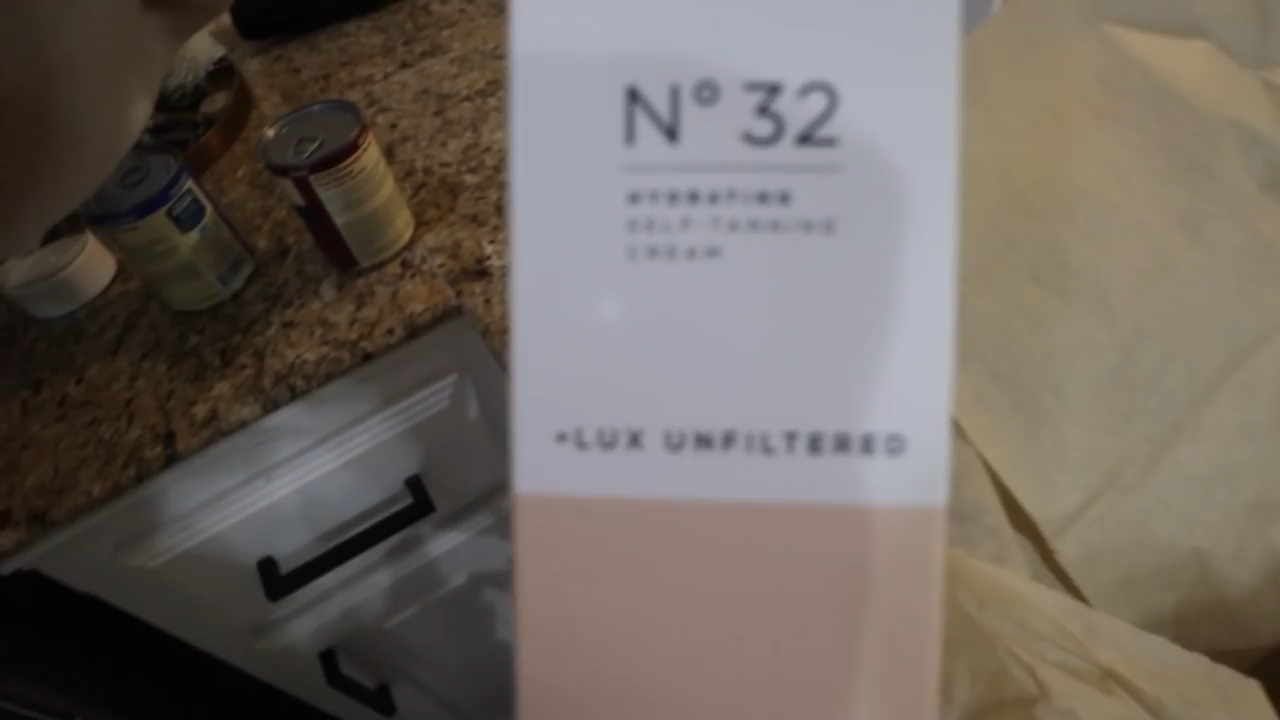 N° 32
HYDRATING
SELF-TANNING
CREAM
+LUX UNFILTERED